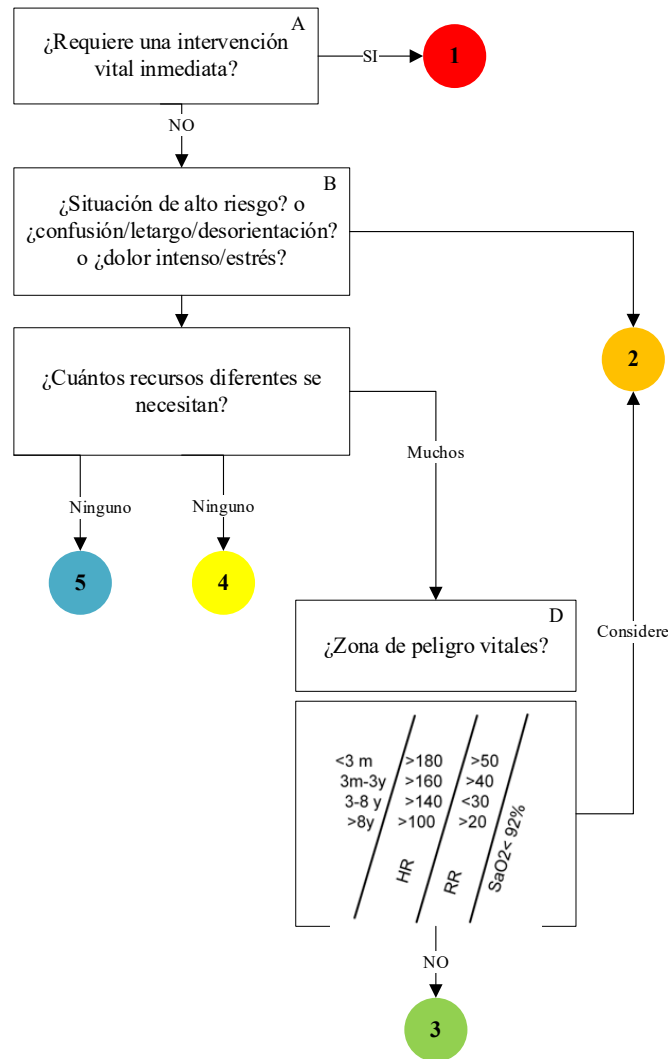 A
¿Requiere una intervención
vital inmediata?
SI
1
NO
B
¿Situación de alto riesgo? o
¿confusión/letargo/desorientación?
o ¿dolor intenso/estrés?
2
¿Cuántos recursos diferentes se
necesitan?
Muchos
Ninguno
Ninguno
5
4
D
¿Zona de peligro vitales?
Considere
<3 m >180 >50
3m-3y >160 >40
3-8 y >140 <30
>8y >100 >20
HR
RR
SaO2< 92%
NO
3